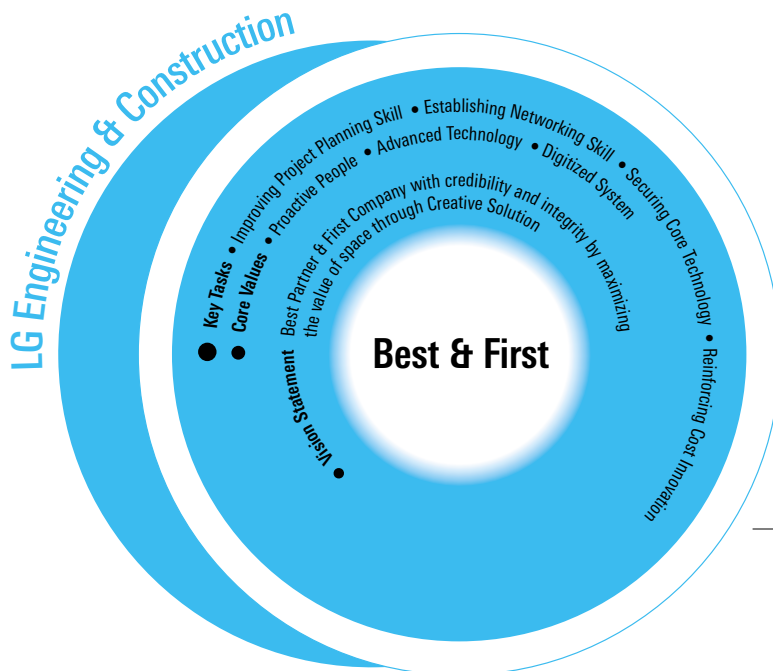 LG Engineering & Construction
● Key Tasks • Improving Project Planning Skill • Establishing Networking Skill • Securing Core Technology • Reinforcing Cost Innovation
● Core Values • Proactive People • Advanced Technology • Digitized System
● Vision Statement Best Partner & First Company with credibility and integrity by maximizing
the value of space through Creative Solution
Best & First